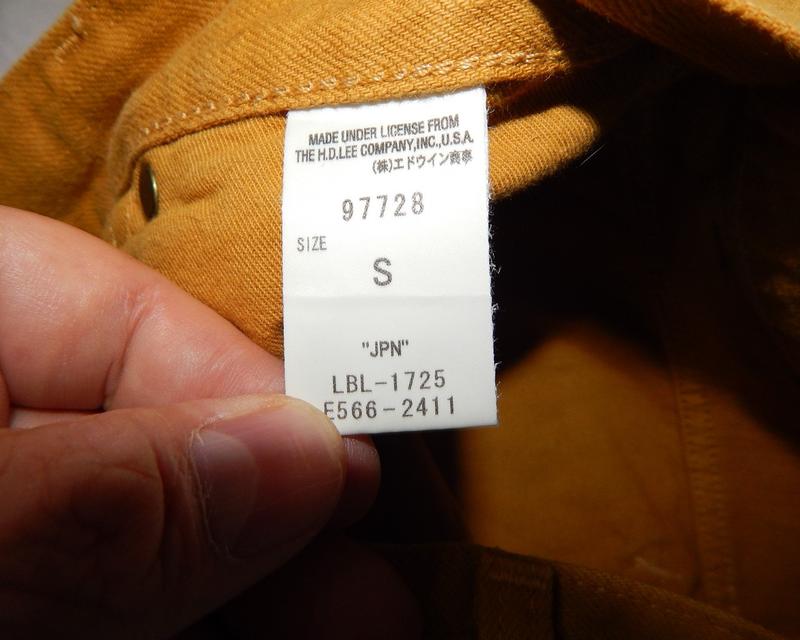 MADE UNDER LICENSE FROM
THE H.D.LEE COMPANY,INC.,U.S.A.
(株)エドウイン商事
97728
SIZE
S
"JPN"
LBL-1725
E566-2411